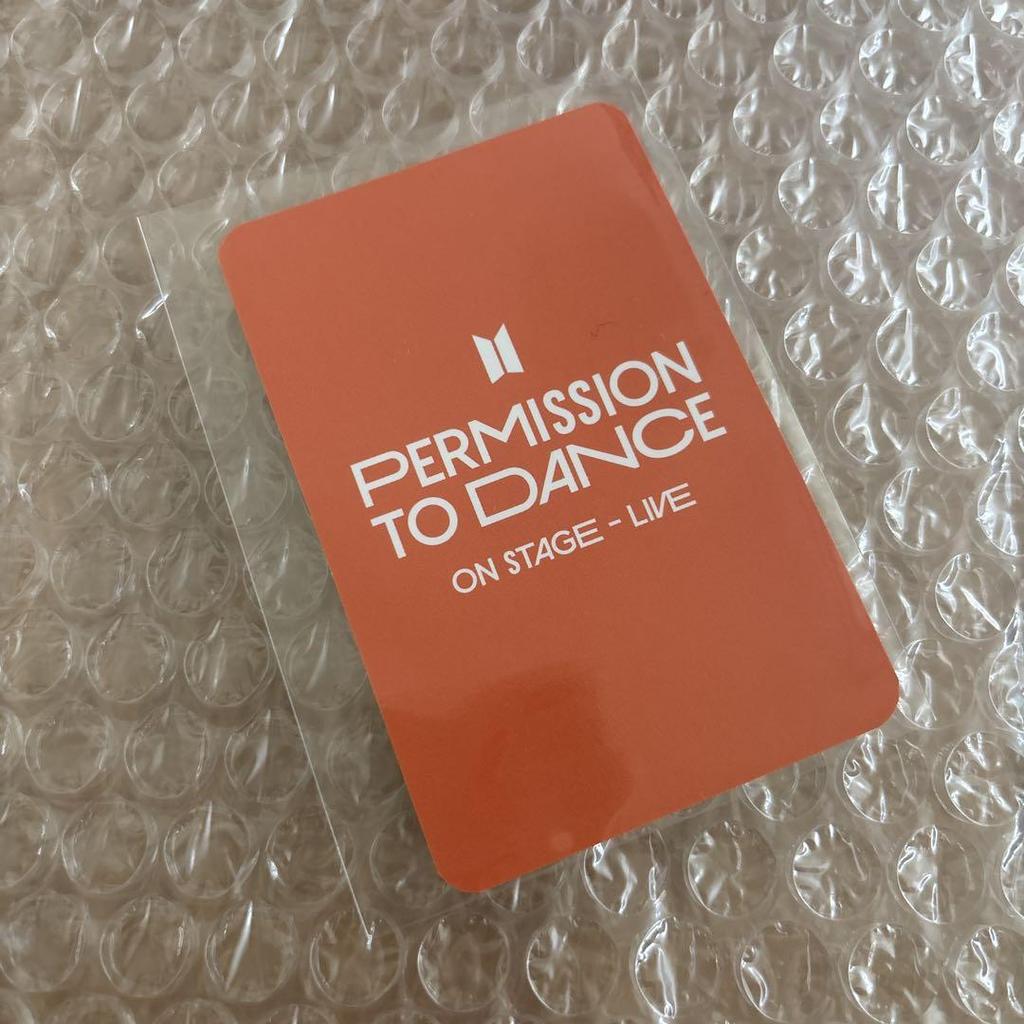 PERMISSION
TO DANCE
ON STAGE - LIVE